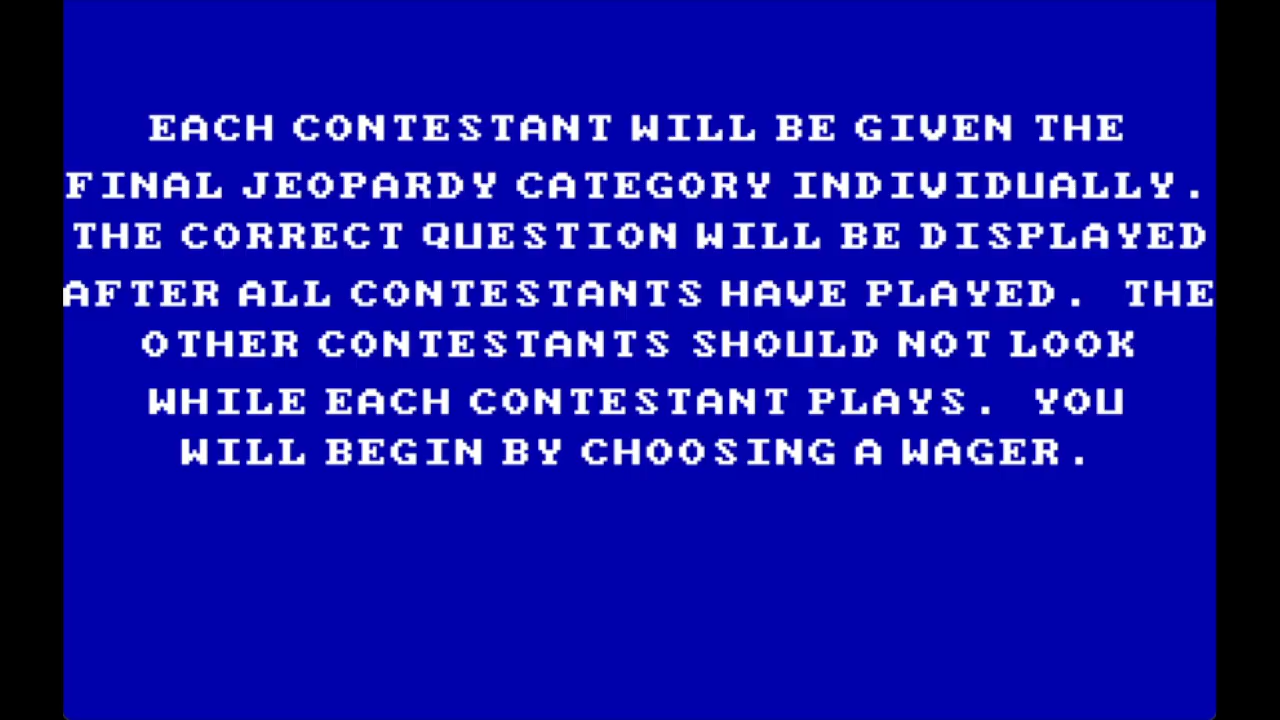 EACH CONTESTANT WILL BE GIVEN THE
FINAL JEOPARDY CATEGORY INDIVIDUALLY.
THE CORRECT QUESTION WILL BE DISPLAYED
AFTER ALL CONTESTANTS HAVE PLAYED. THE
OTHER CONTESTANTS SHOULD NOT LOOK
WHILE EACH CONTESTANT PLAYS. YOU
WILL BEGIN BY CHOOSING A WAGER.